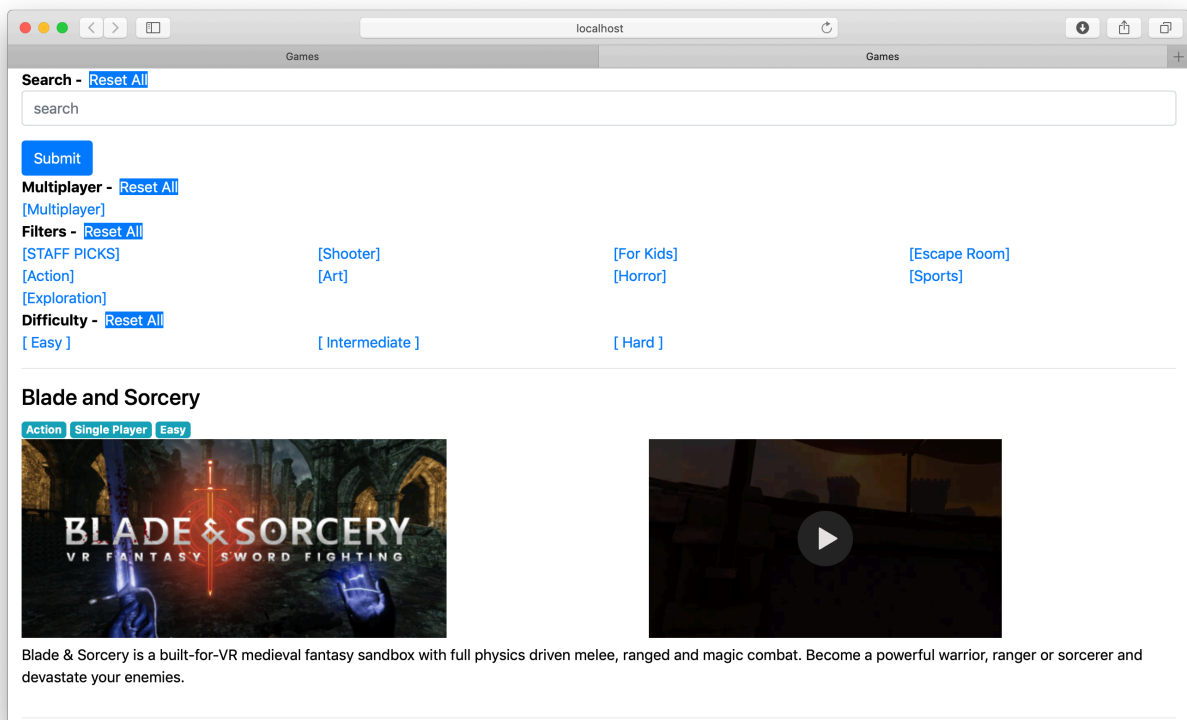 localhost
Games
Games
Search - Reset All
search
Submit
Multiplayer - Reset All
[Multiplayer]
Filters - Reset All
[STAFF PICKS] [Shooter] [For Kids] [Escape Room]
[Action] [Art] [Horror] [Sports]
[Exploration]
Difficulty - Reset All
[ Easy ] [ Intermediate ] [ Hard ]
Blade and Sorcery
Action Single Player Easy
BLADE & SORCERY
VR FANTASY SWORD FIGHTING
Blade & Sorcery is a built-for-VR medieval fantasy sandbox with full physics driven melee, ranged and magic combat. Become a powerful warrior, ranger or sorcerer and
devastate your enemies.